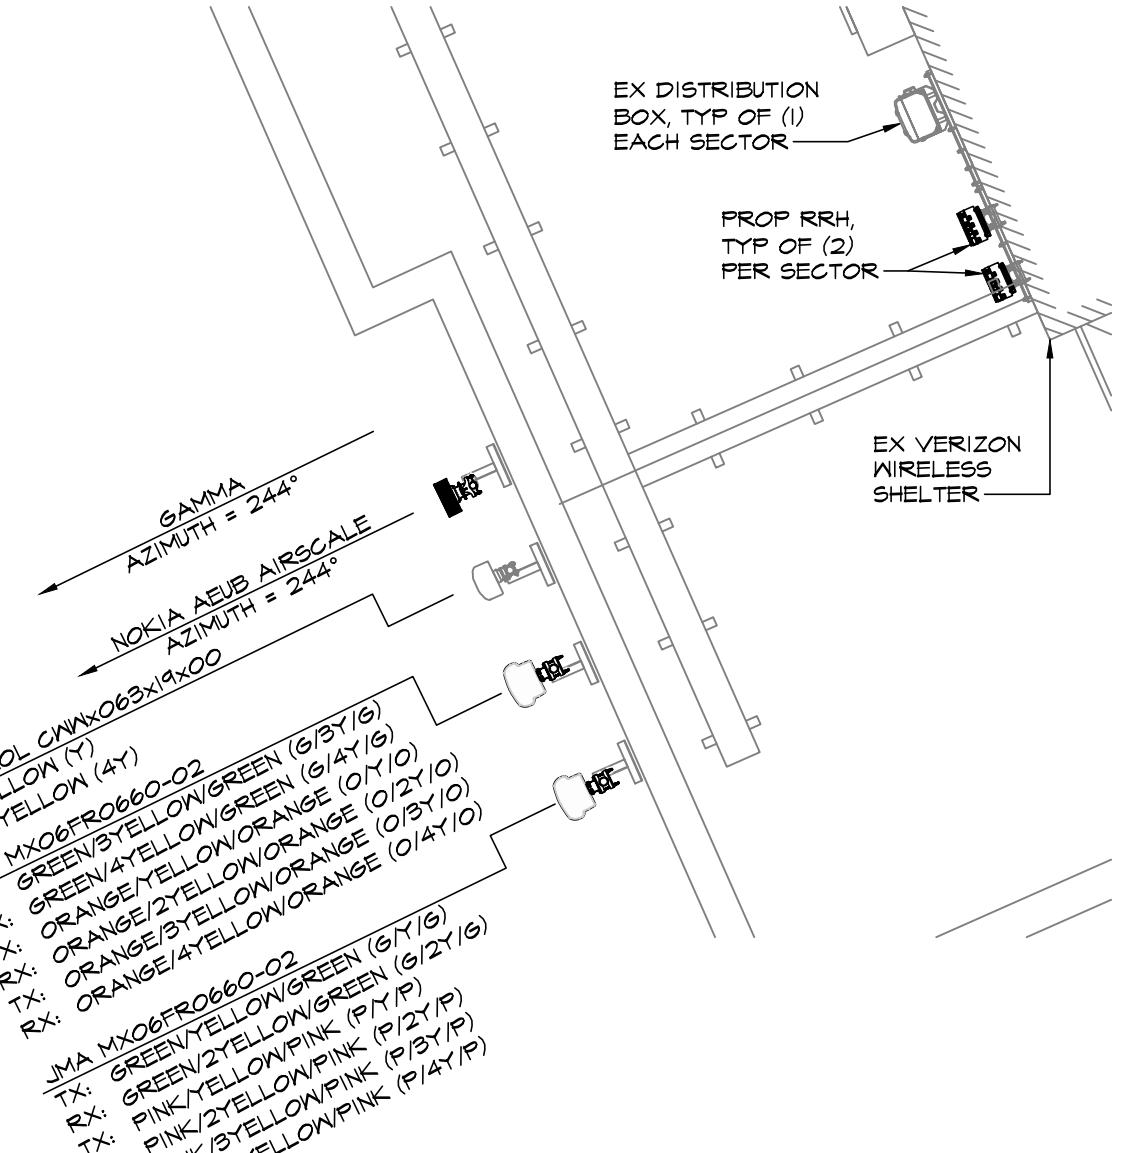 EX DISTRIBUTION
BOX, TYP OF (1)
EACH SECTOR
PROP RRH,
TYP OF (2)
PER SECTOR
EX VERIZON
WIRELESS
SHELTER
GAMMA
AZIMUTH = 244°
NOKIA AEUB AIRSCALE
AZIMUTH = 244°
CWWx063x19x00
(Y)
YELLOW (4Y)
MX06FRO660-02
GREEN/3YELLOW/GREEN (G/3Y/G)
GREEN/4YELLOW/GREEN (G/4Y/G)
ORANGE/YELLOW/ORANGE (O/Y/O)
RX: ORANGE/2YELLOW/ORANGE (O/2Y/O)
TX: ORANGE/3YELLOW/ORANGE (O/3Y/O)
RX: ORANGE/4YELLOW/ORANGE (O/4Y/O)
JMA MX06FRO660-02
TX: GREEN/YELLOW/GREEN (G/Y/G)
RX: GREEN/2YELLOW/GREEN (G/2Y/G)
TX: PINK/YELLOW/PINK (P/Y/P)
PINK/2YELLOW/PINK (P/2Y/P)
/3YELLOW/PINK (P/3Y/P)
YELLOW/PINK (P/4Y/P)